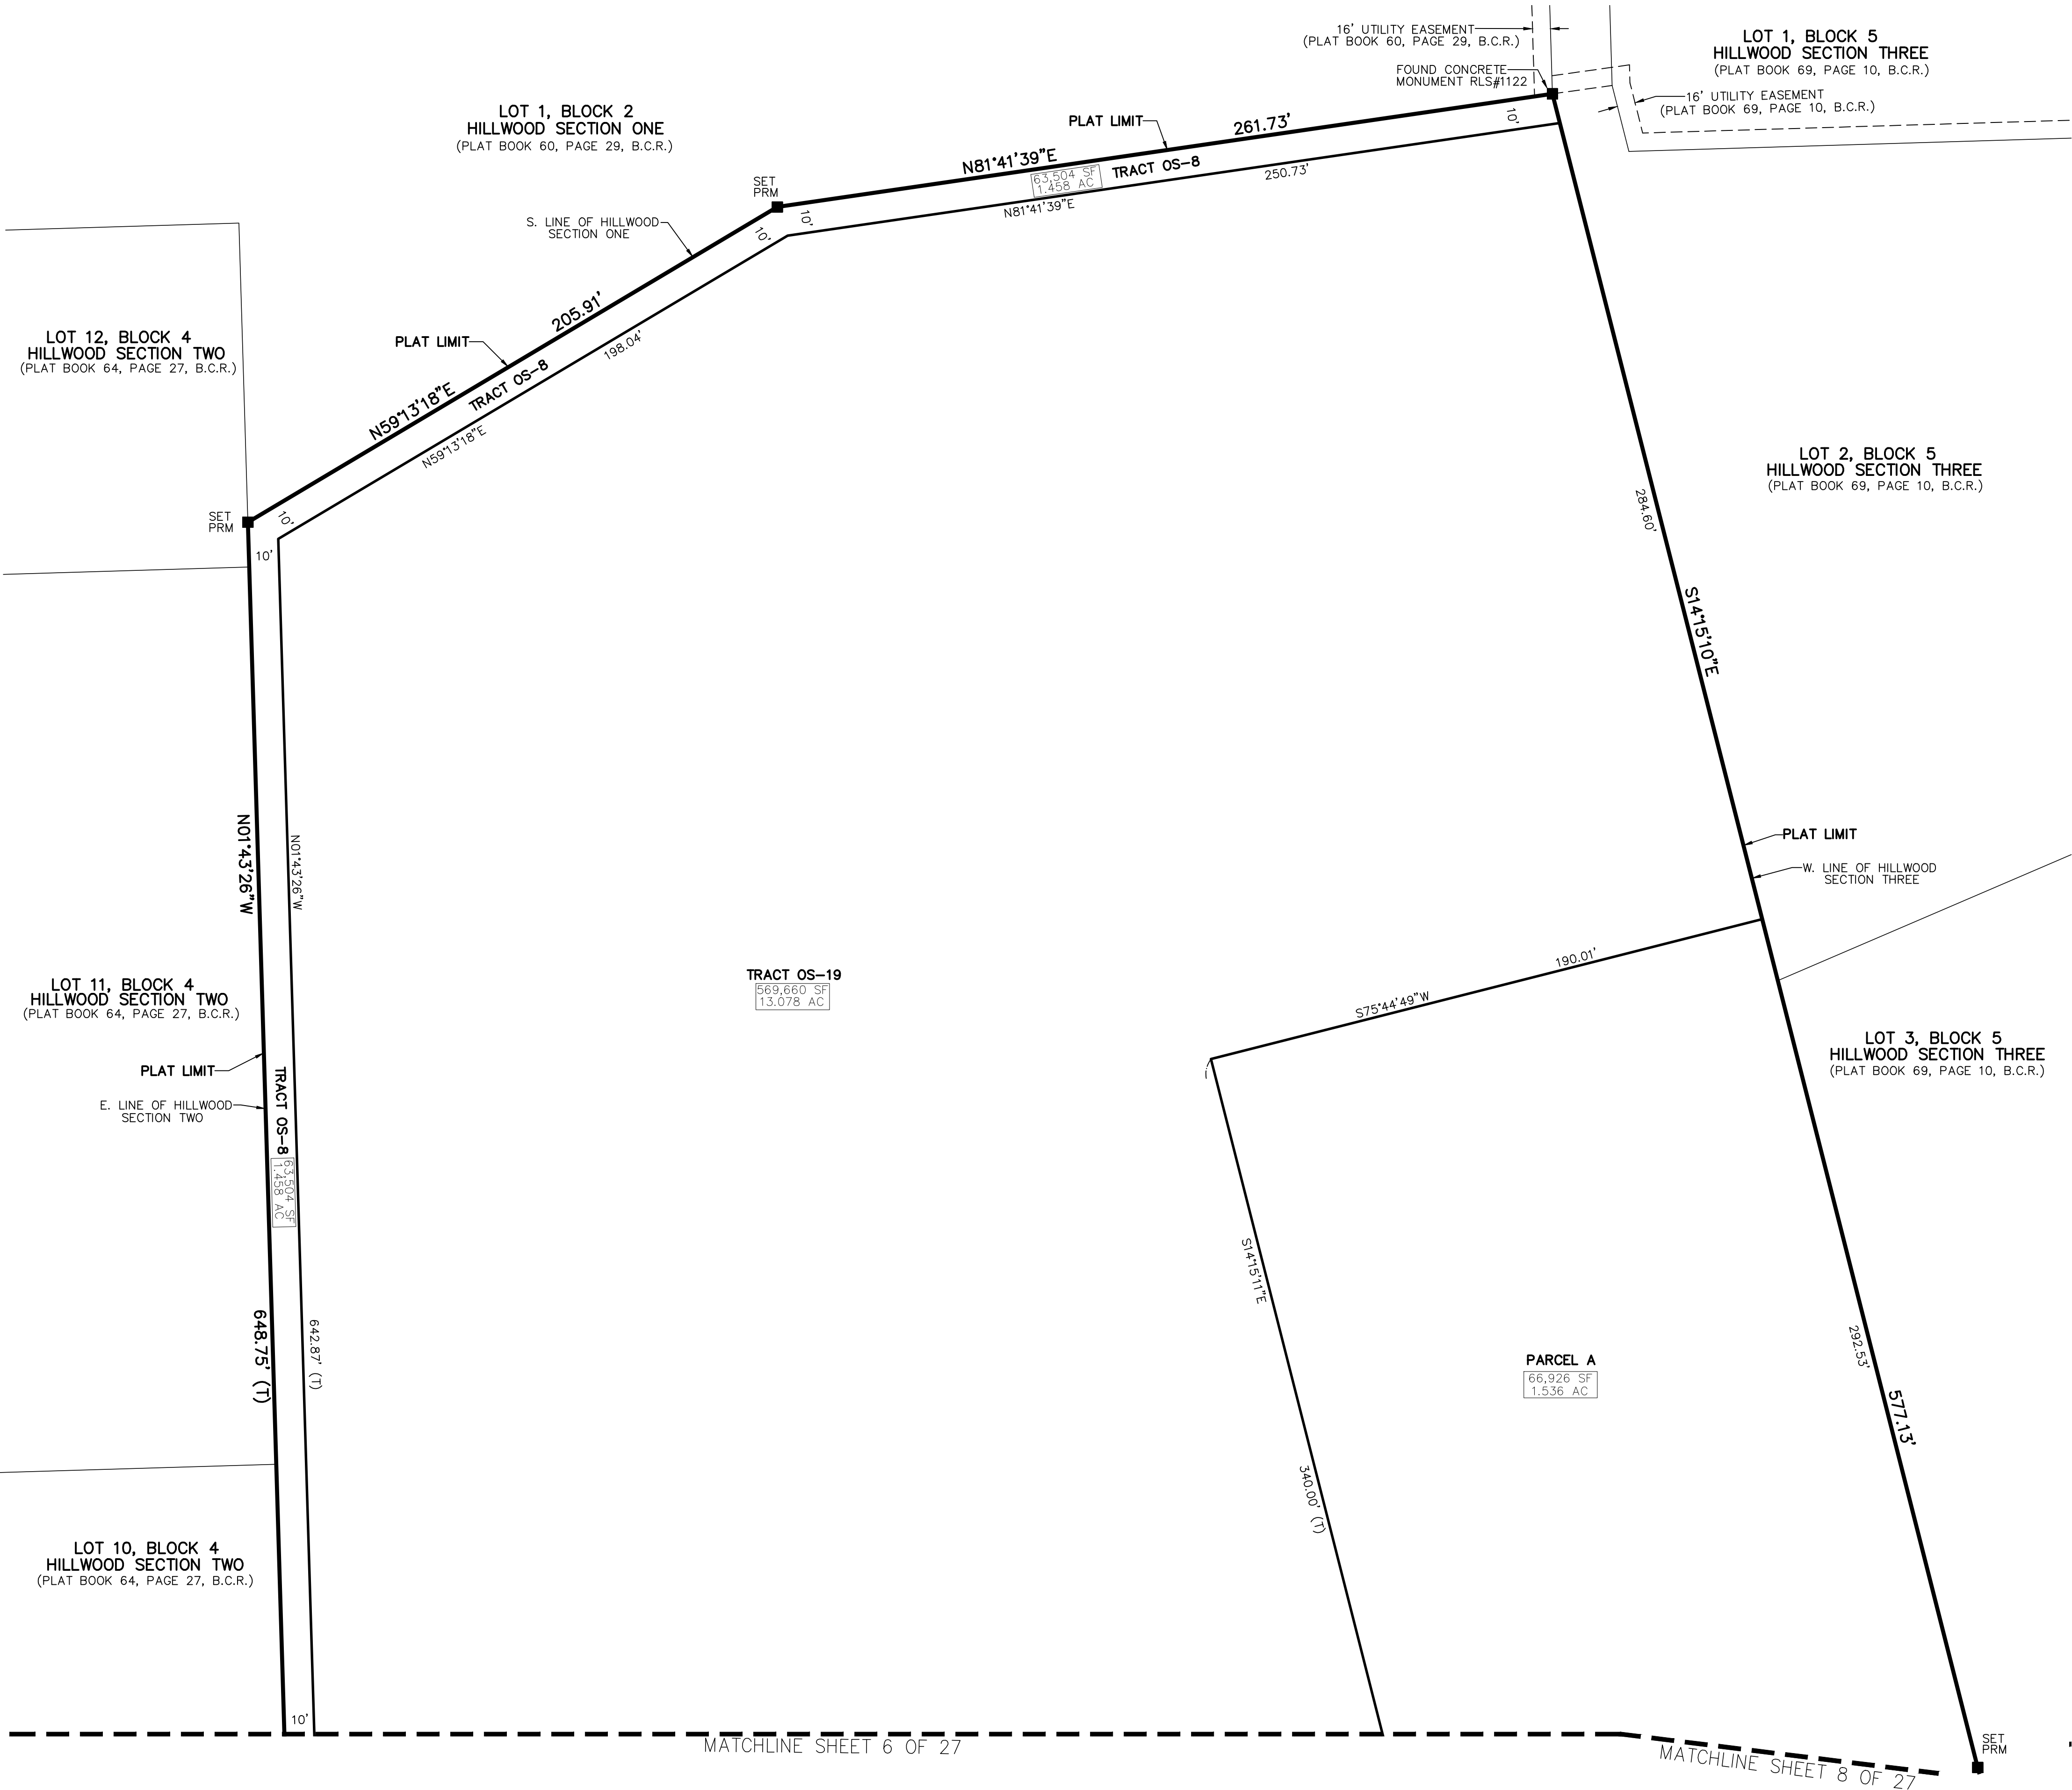 16' UTILITY EASEMENT
(PLAT BOOK 60, PAGE 29, B.C.R.)
LOT 1, BLOCK 5
HILLWOOD SECTION THREE
(PLAT BOOK 69, PAGE 10, B.C.R.)
FOUND CONCRETE
MONUMENT RLS#1122
16' UTILITY EASEMENT
(PLAT BOOK 69, PAGE 10, B.C.R.)
LOT 1, BLOCK 2
HILLWOOD SECTION ONE
(PLAT BOOK 60, PAGE 29, B.C.R.)
PLAT LIMIT
261.73'
10'
N81°41'39"E
63,504 SF
1.458 AC
TRACT OS-8
250.73'
N81°41'39"E
SET
PRM
10'
10'
S. LINE OF HILLWOOD
SECTION ONE
205.91'
198.04'
PLAT LIMIT
TRACT OS-8
N59°13'18"E
N59°13'18"E
LOT 12, BLOCK 4
HILLWOOD SECTION TWO
(PLAT BOOK 64, PAGE 27, B.C.R.)
LOT 2, BLOCK 5
HILLWOOD SECTION THREE
(PLAT BOOK 69, PAGE 10, B.C.R.)
SET
PRM
10'
10'
284.60'
S14°15'10"E
N01°43'26"W
N01°43'26"W
PLAT LIMIT
W. LINE OF HILLWOOD
SECTION THREE
TRACT OS-19
569,660 SF
13.078 AC
190.01'
S75°44'49"W
LOT 11, BLOCK 4
HILLWOOD SECTION TWO
(PLAT BOOK 64, PAGE 27, B.C.R.)
PLAT LIMIT
E. LINE OF HILLWOOD
SECTION TWO
TRACT OS-8
63,504 SF
1.458 AC
LOT 3, BLOCK 5
HILLWOOD SECTION THREE
(PLAT BOOK 69, PAGE 10, B.C.R.)
S14°15'11"E
648.75' (T)
642.87' (T)
PARCEL A
66,926 SF
1.536 AC
292.53'
577.13'
340.00' (T)
LOT 10, BLOCK 4
HILLWOOD SECTION TWO
(PLAT BOOK 64, PAGE 27, B.C.R.)
10'
MATCHLINE SHEET 6 OF 27
MATCHLINE SHEET 8 OF 27
SET
PRM